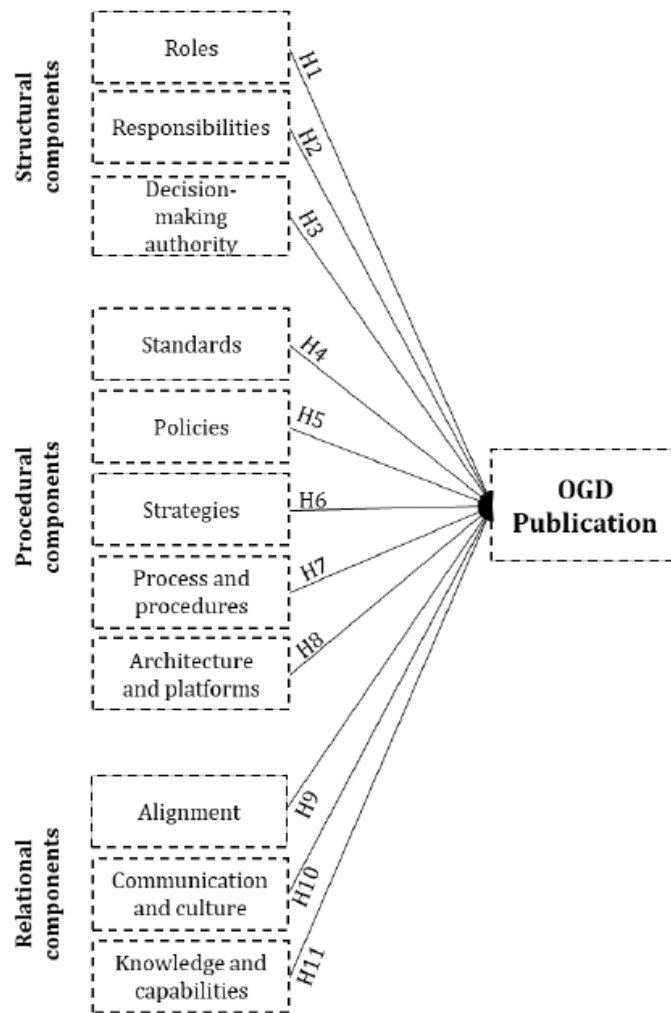 Structural
components
Roles
H1
Responsibilities
H2
Decision-
making
authority
H3
Procedural
components
Standards
H4
Policies
H5
Strategies
H6
Process and
procedures
H7
Architecture
and platforms
H8
OGD
Publication
Relational
components
Alignment
H9
Communication
and culture
H10
Knowledge and
capabilities
H11